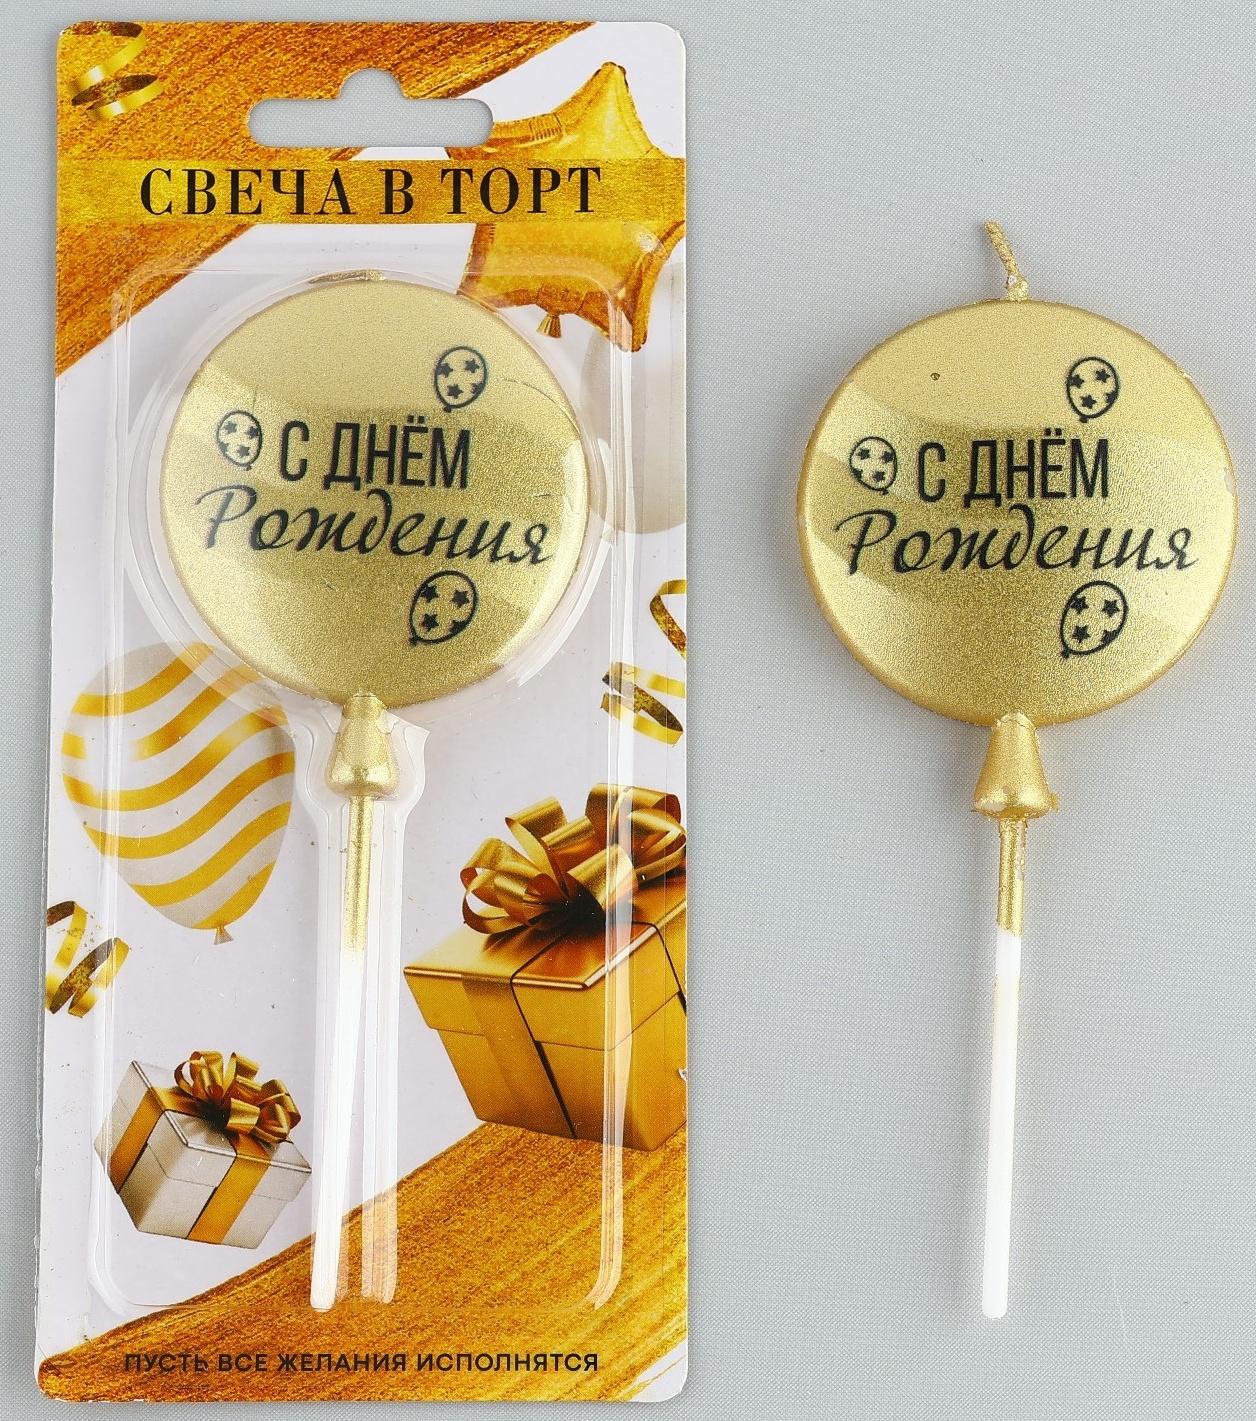 СВЕЧА В ТОРТ
С ДНЁМ
Рождения
ПУСТЬ ВСЕ ЖЕЛАНИЯ ИСПОЛНЯТСЯ
С ДНЁМ
Рождения